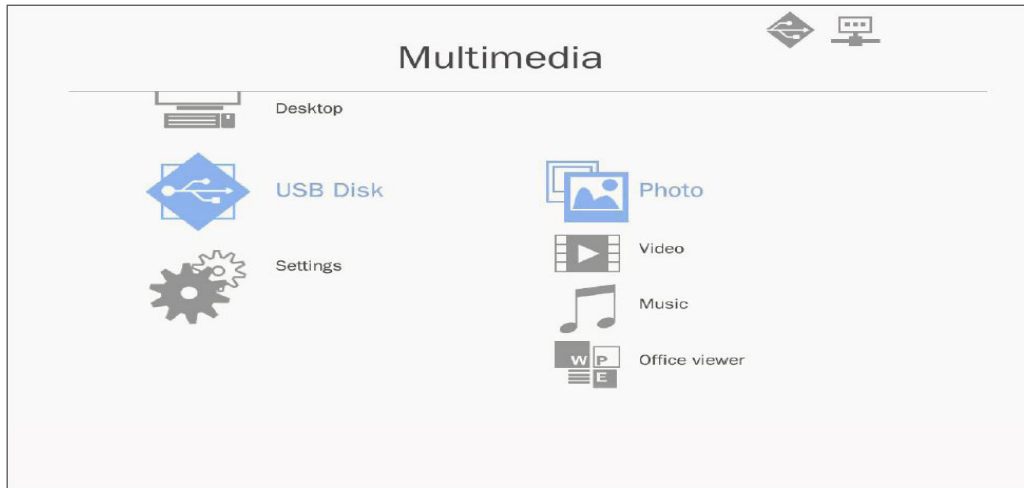 Multimedia
Desktop
USB Disk
Photo
Video
Settings
Music
W P
E
Office viewer